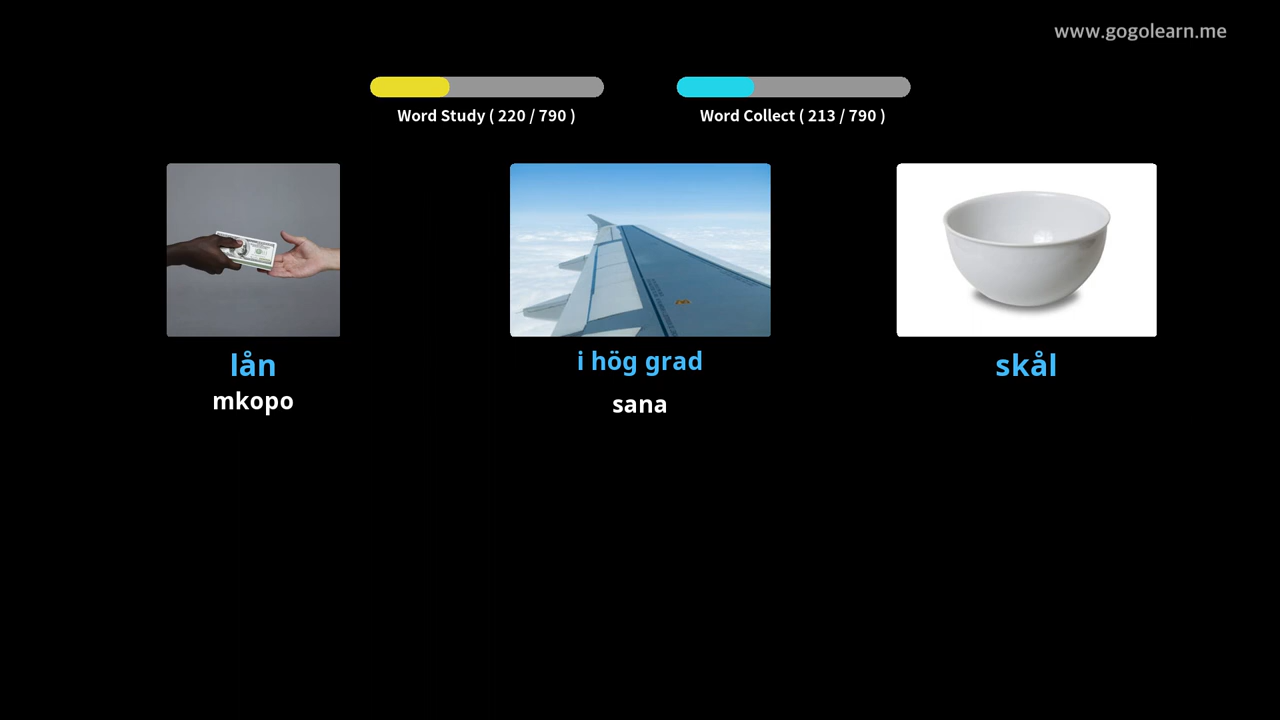 www.gogolearn.me
Word Study ( 220 / 790 )
Word Collect ( 213 / 790 )
lån
mkopo
i hög grad
sana
skål